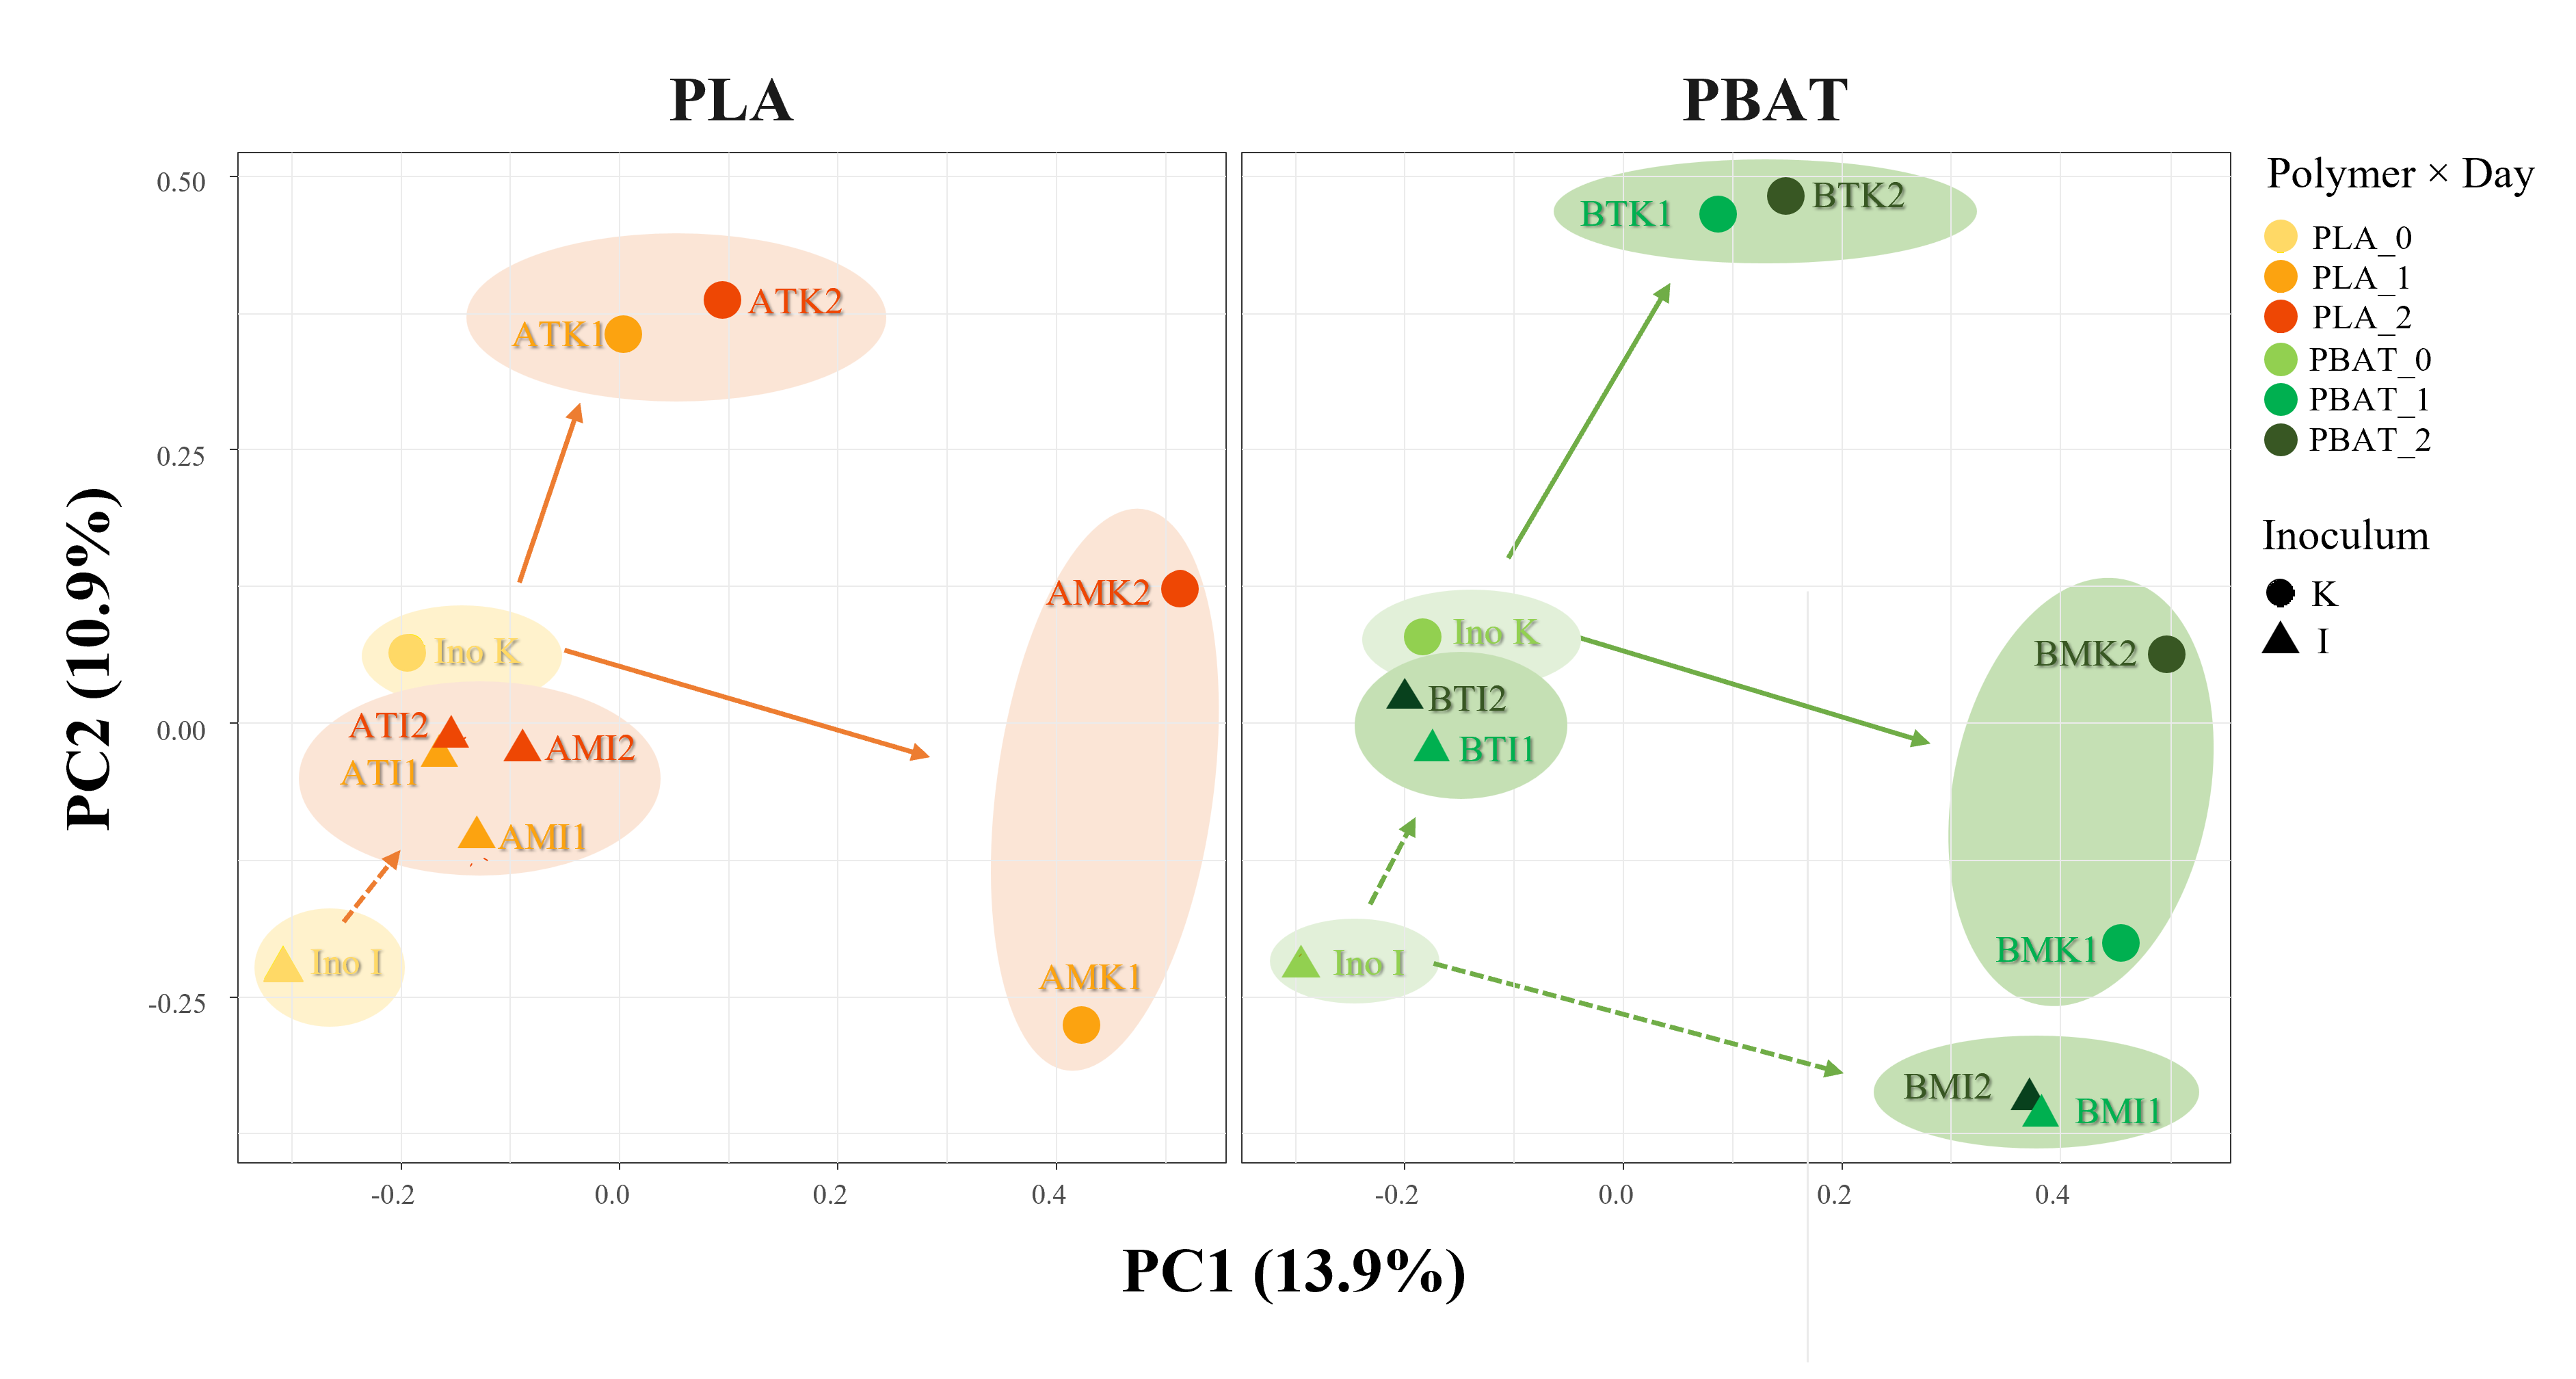 PLA
PBAT
PC2 (10.9%)
0.50
0.25
0.00
-0.25
ATK1
ATK2
AMK2
Ino K
ATI2
AMI2
ATI1
AMI1
Ino I
AMK1
BTK1
BTK2
Ino K
BMK2
BTI2
BTI1
BMK1
Ino I
BMI2
BMI1
-0.2
0.0
0.2
0.4
-0.2
0.0
0.2
0.4
PC1 (13.9%)
Polymer × Day
PLA_0
PLA_1
PLA_2
PBAT_0
PBAT_1
PBAT_2
Inoculum
K
I